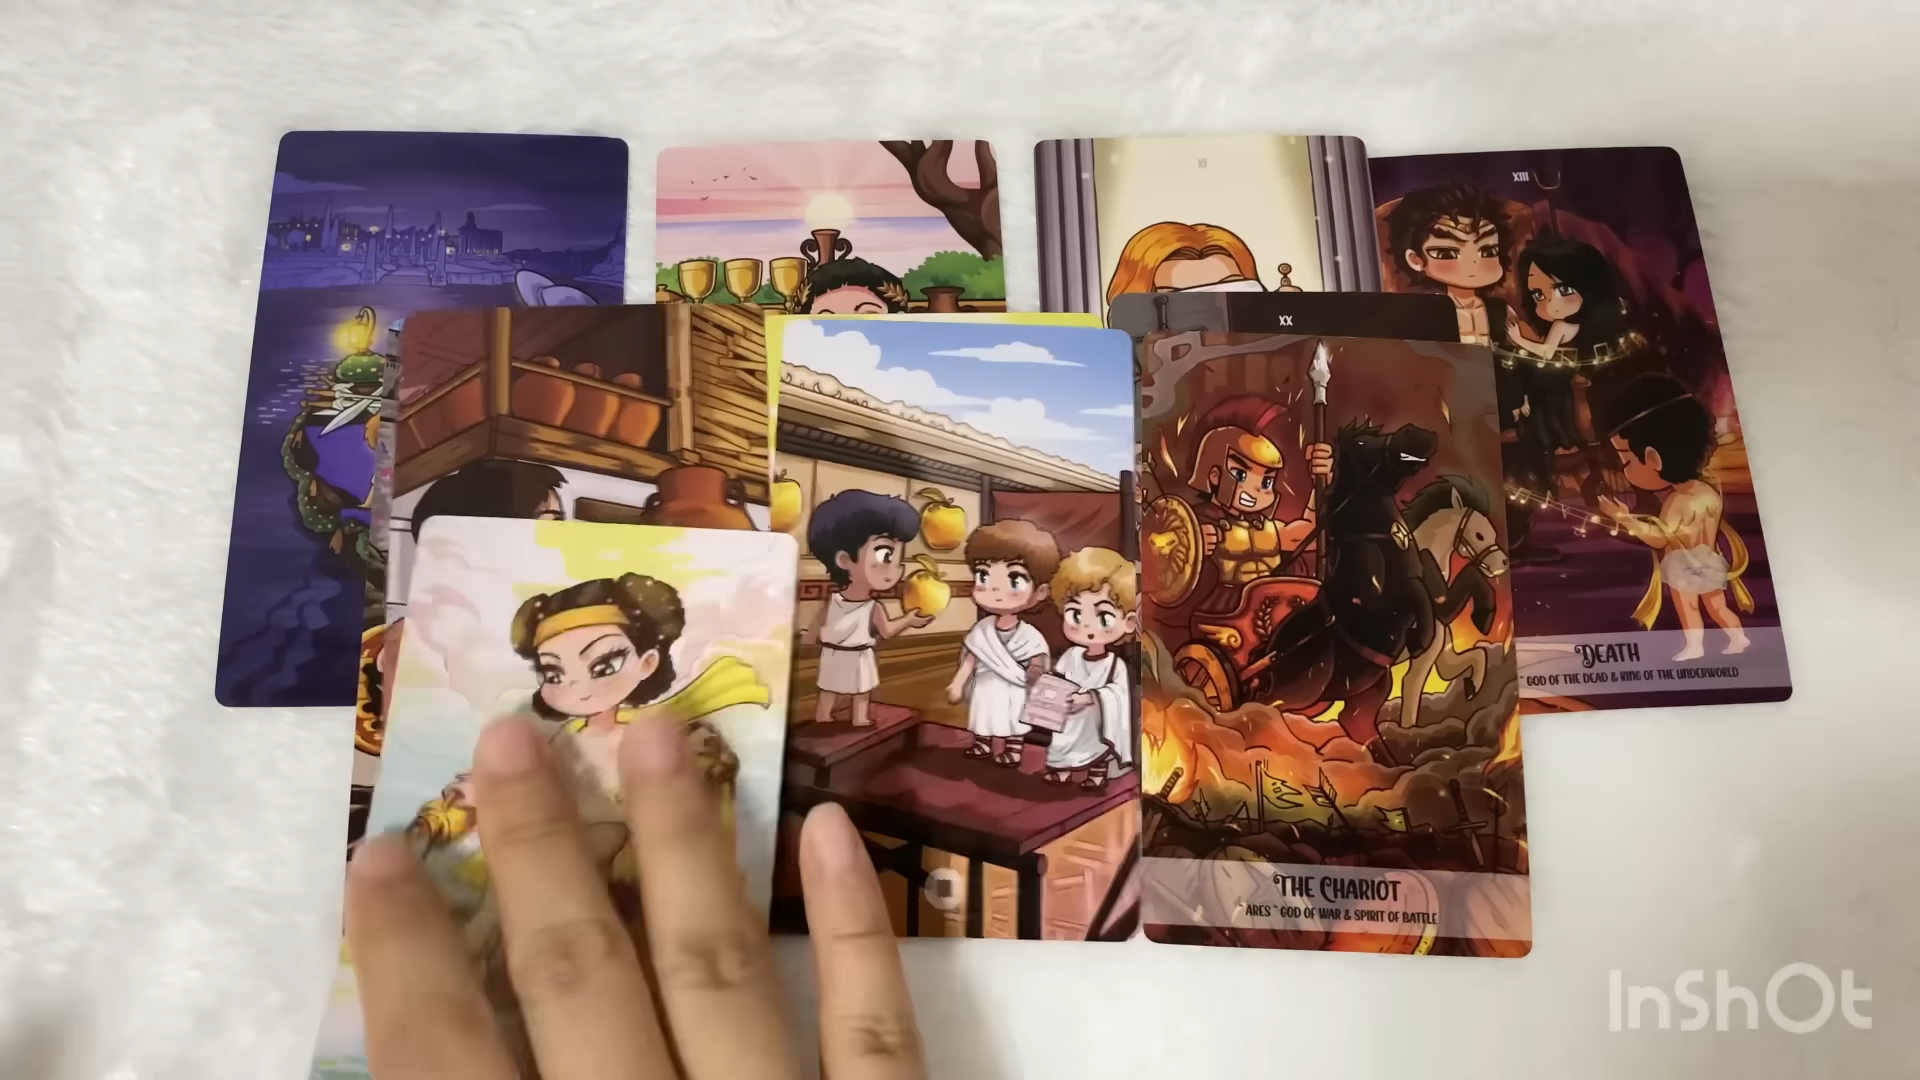 XI
XIII
XX
DEATH
" GOD OF THE DEAD & KING OF THE UNDERWORLD
THE CHARIOT
" ARES " GOD OF WAR & SPIRIT OF BATTLE
InShOt